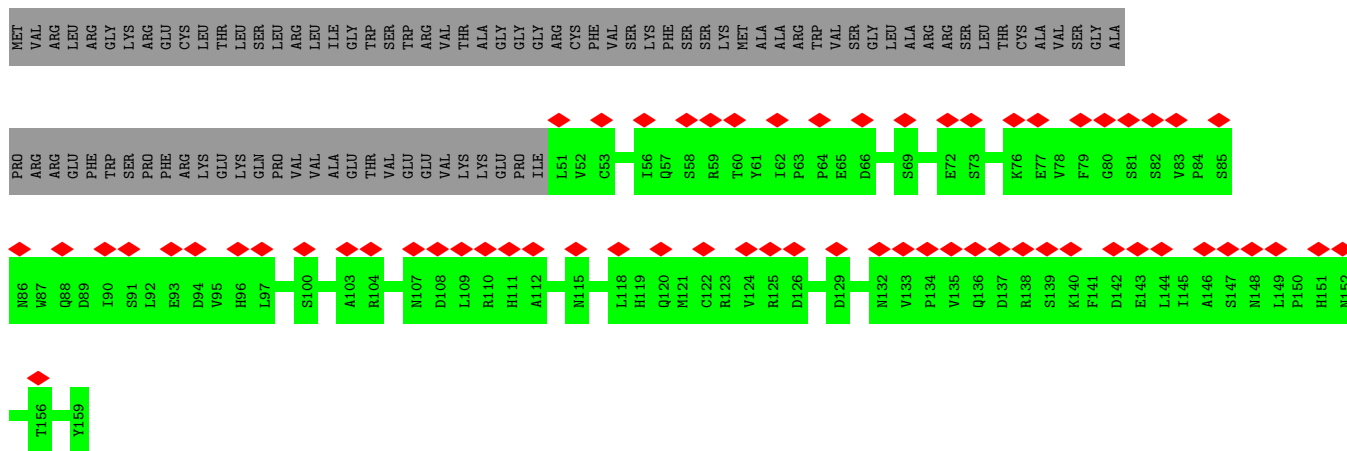 MET VAL ARG LEU ARG GLY LYS ARG GLU CYS LEU THR LEU SER LEU ARG LEU ILE GLY TRP SER TRP ARG VAL THR ALA GLY GLY GLY ARG CYS PHE VAL SER LYS PHE SER SER LYS MET ALA ALA ARG TRP VAL SER GLY LEU ALA ARG ARG SER LEU THR CYS ALA VAL SER GLY ALA
PRO ARG ARG GLU PHE TRP SER PRO PHE ARG LYS GLU LYS GLN PRO VAL VAL ALA GLU THR VAL GLU GLU VAL LYS LYS GLU PRO ILE L51 V52 C53 I56 Q57 S58 R59 T60 Y61 I62 P63 P64 E65 D66 S69 E72 S73 K76 E77 V78 F79 G80 S81 S82 V83 P84 S85
N86 W87 Q88 D89 I90 S91 L92 E93 D94 V95 H96 L97 S100 A103 R104 N107 D108 L109 R110 H111 A112 N115 L118 H119 Q120 M121 C122 R123 V124 R125 D126 D129 N132 V133 P134 V135 Q136 D137 R138 S139 K140 F141 D142 E143 L144 I145 A146 S147 N148 L149 P150 H151 N152
T156 Y159